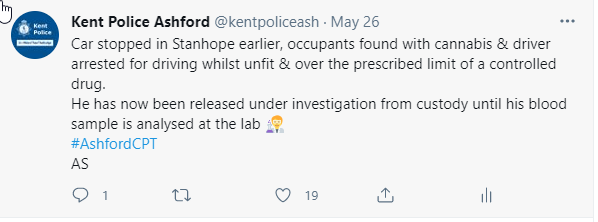 Kent Police
Kent Police Ashford @kentpoliceash · May 26 ...
Car stopped in Stanhope earlier, occupants found with cannabis & driver
arrested for driving whilst unfit & over the prescribed limit of a controlled
drug.
He has now been released under investigation from custody until his blood
sample is analysed at the lab 👨‍🔬
#AshfordCPT
AS
1 19